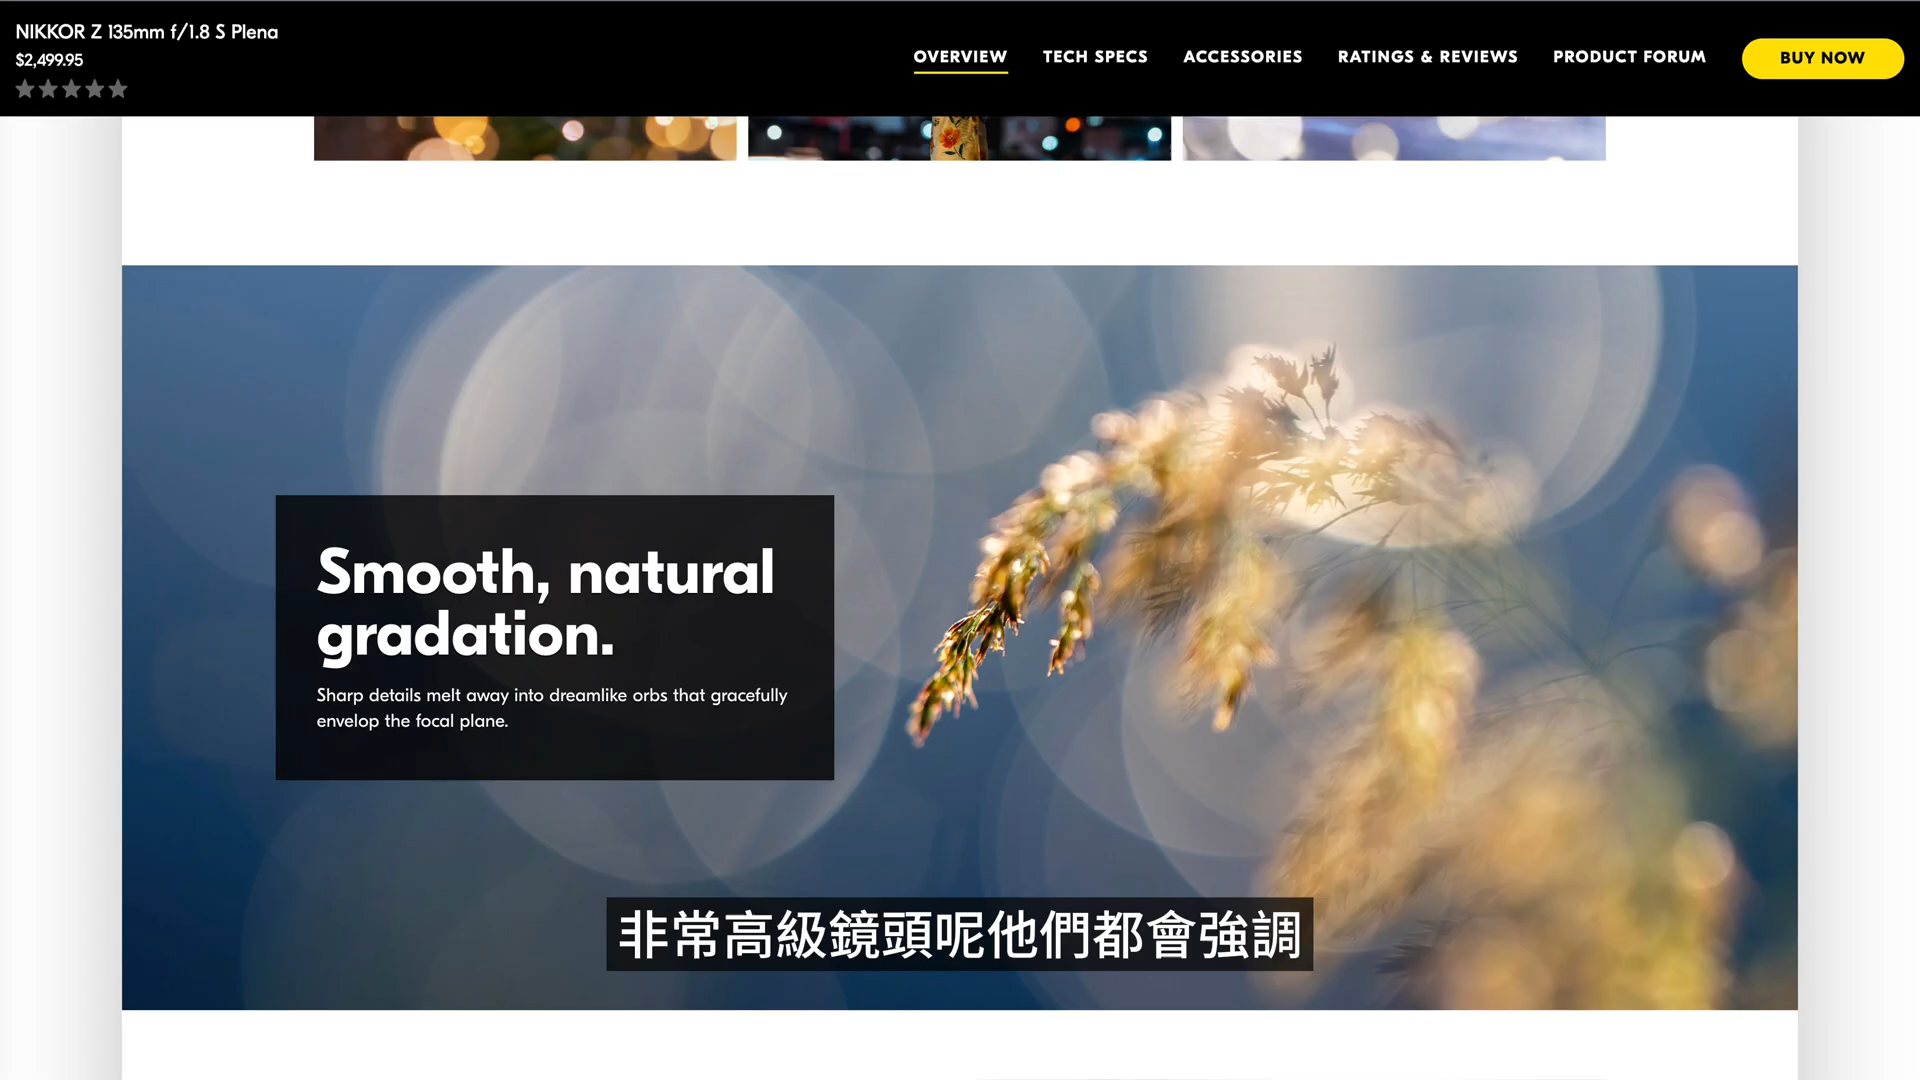 NIKKOR Z 135mm f/1.8 S Plena
$2,499.95
OVERVIEW
TECH SPECS
ACCESSORIES
RATINGS & REVIEWS
PRODUCT FORUM
BUY NOW
Smooth, natural
gradation.
Sharp details melt away into dreamlike orbs that gracefully
envelop the focal plane.
非常高級鏡頭呢他們都會強調